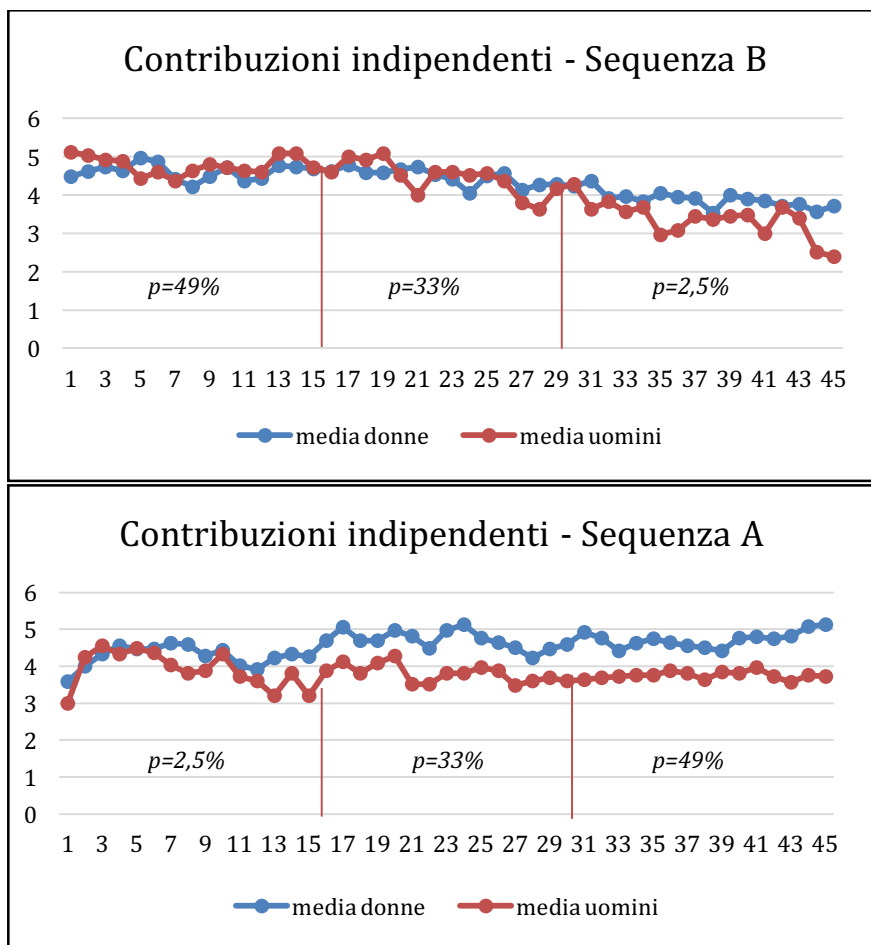 Contribuzioni indipendenti - Sequenza B
6
5
4
3
2
1
0
p=49%
p=33%
p=2,5%
1 3 5 7 9 11 13 15 17 19 21 23 25 27 29 31 33 35 37 39 41 43 45
media donne media uomini
Contribuzioni indipendenti - Sequenza A
6
5
4
3
2
1
0
p=2,5%
p=33%
p=49%
1 3 5 7 9 11 13 15 17 19 21 23 25 27 29 31 33 35 37 39 41 43 45
media donne media uomini